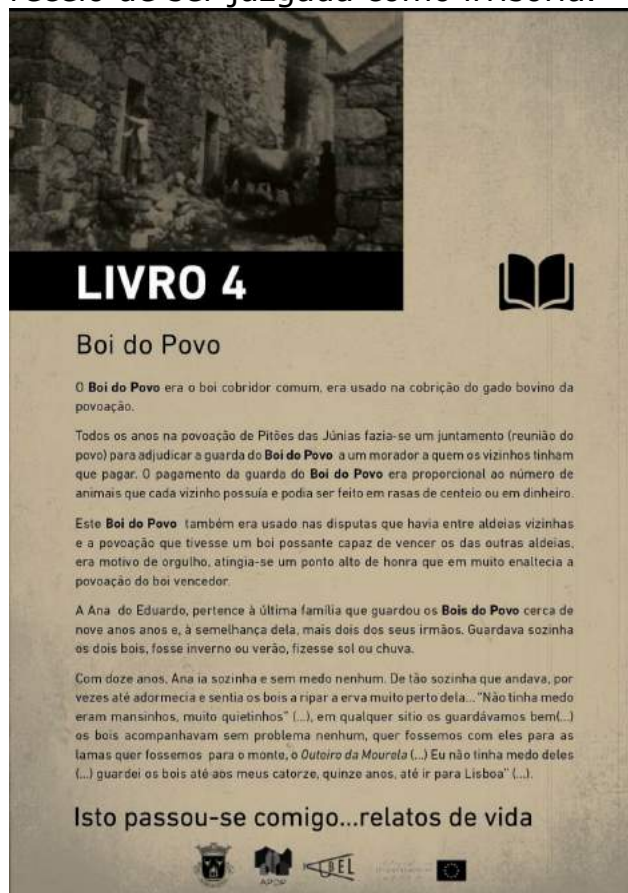 LIVRO 4
Boi do Povo
O Boi do Povo era o boi cobridor comum, era usado na cobrição do gado bovino da
povoação.
Todos os anos na povoação de Pitões das Júnias fazia-se um juntamento (reunião do
povo) para adjudicar a guarda do Boi do Povo a um morador a quem os vizinhos tinham
que pagar. O pagamento da guarda do Boi do Povo era proporcional ao número de
animais que cada vizinho possuía e podia ser feito em rasas de centeio ou em dinheiro.
Este Boi do Povo também era usado nas disputas que havia entre aldeias vizinhas
e a povoação que tivesse um boi possante capaz de vencer os das outras aldeias,
era motivo de orgulho, atingia-se um ponto alto de honra que em muito enaltecia a
povoação do boi vencedor.
A Ana do Eduardo, pertence à última família que guardou os Bois do Povo cerca de
nove anos anos e, à semelhança dela, mais dois dos seus irmãos. Guardava sozinha
os dois bois, fosse inverno ou verão, fizesse sol ou chuva.
Com doze anos, Ana ia sozinha e sem medo nenhum. De tão sozinha que andava, por
vezes até adormecia e sentia os bois a ripar a erva muito perto dela... "Não tinha medo
eram mansinhos, muito quietinhos" (...), em qualquer sitio os guardávamos bem(...)
os bois acompanhavam sem problema nenhum, quer fossemos com eles para as
lamas quer fossemos para o monte, o Outeiro da Mourela (...) Eu não tinha medo deles
(...) guardei os bois até aos meus catorze, quinze anos, até ir para Lisboa" (...).
Isto passou-se comigo...relatos de vida